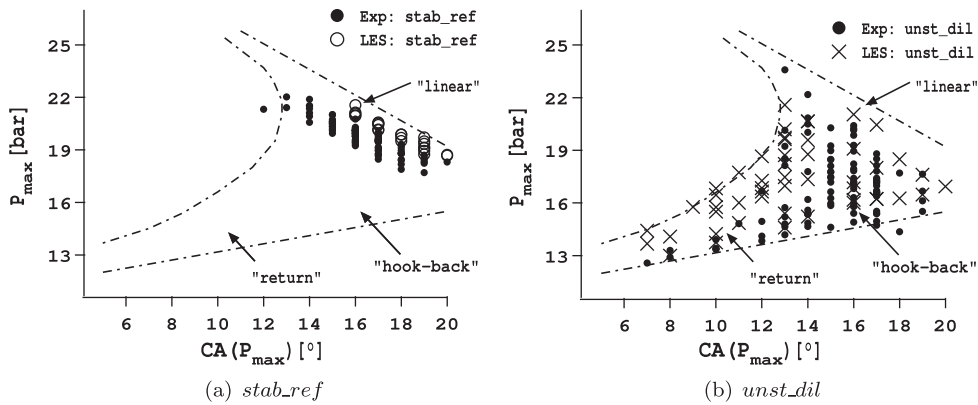 Exp: stab_ref
LES: stab_ref
25
22
19
16
13
P_max [bar]
"linear"
"return"
"hook-back"
6 8 10 12 14 16 18 20
CA(P_max) [°]
(a) stab_ref
Exp: unst_dil
LES: unst_dil
25
22
19
16
13
P_max [bar]
"linear"
"return"
"hook-back"
6 8 10 12 14 16 18 20
CA(P_max) [°]
(b) unst_dil